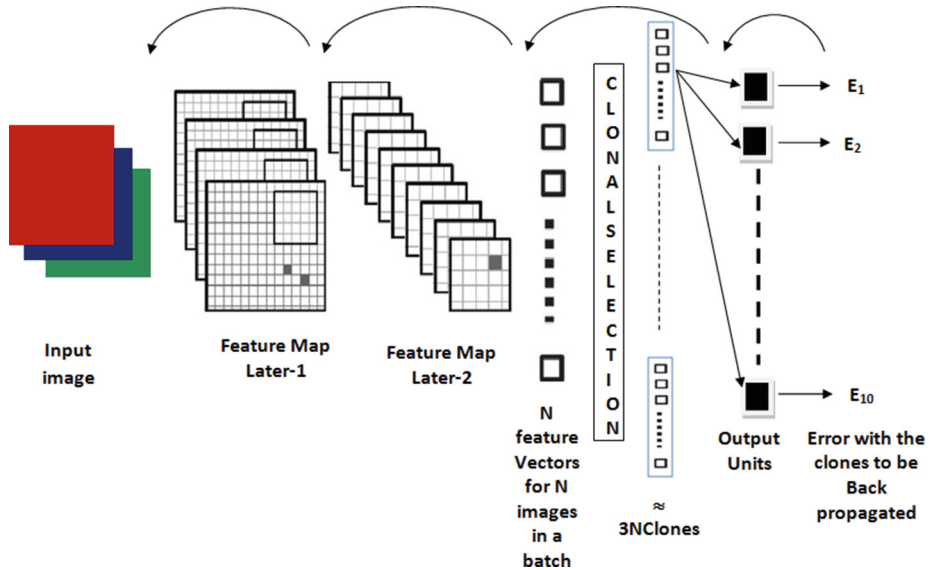 Input
image
Feature Map
Later-1
Feature Map
Later-2
N
feature
Vectors
for N
images
in a
batch
CLONALSELECTION
≈
3NClones
Output
Units
E1
E2
E10
Error with the
clones to be
Back
propagated